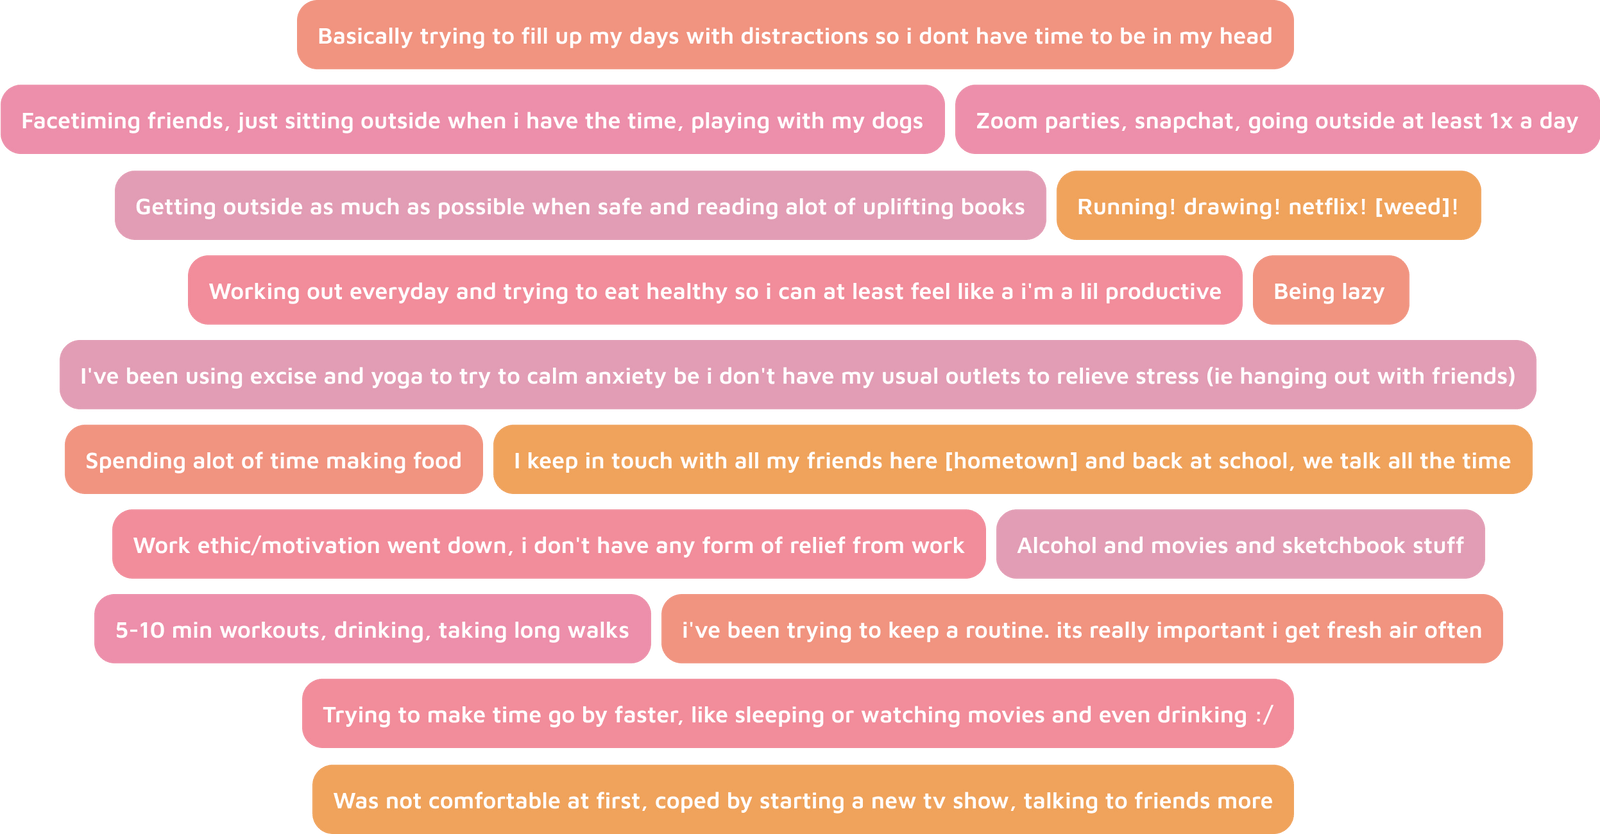 Basically trying to fill up my days with distractions so i dont have time to be in my head
Facetiming friends, just sitting outside when i have the time, playing with my dogs
Zoom parties, snapchat, going outside at least 1x a day
Getting outside as much as possible when safe and reading alot of uplifting books
Running! drawing! netflix! [weed]!
Working out everyday and trying to eat healthy so i can at least feel like a i'm a lil productive
Being lazy
I've been using excise and yoga to try to calm anxiety be i don't have my usual outlets to relieve stress (ie hanging out with friends)
Spending alot of time making food
I keep in touch with all my friends here [hometown] and back at school, we talk all the time
Work ethic/motivation went down, i don't have any form of relief from work
Alcohol and movies and sketchbook stuff
5-10 min workouts, drinking, taking long walks
i've been trying to keep a routine. its really important i get fresh air often
Trying to make time go by faster, like sleeping or watching movies and even drinking :/
Was not comfortable at first, coped by starting a new tv show, talking to friends more